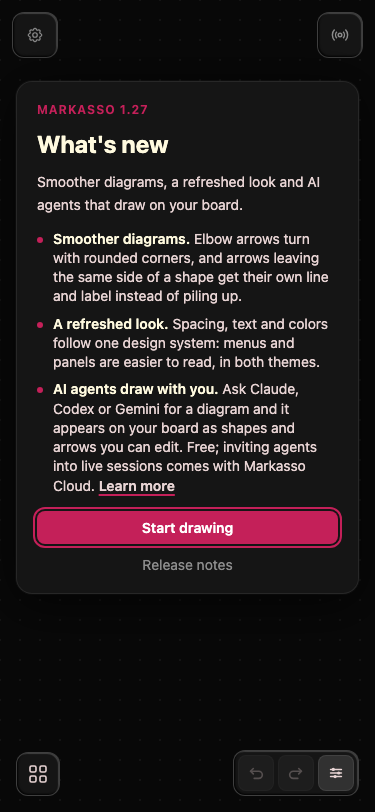 MARKASSO 1.27
What's new
Smoother diagrams, a refreshed look and AI
agents that draw on your board.
Smoother diagrams. Elbow arrows turn
with rounded corners, and arrows leaving
the same side of a shape get their own line
and label instead of piling up.
A refreshed look. Spacing, text and colors
follow one design system: menus and
panels are easier to read, in both themes.
AI agents draw with you. Ask Claude,
Codex or Gemini for a diagram and it
appears on your board as shapes and
arrows you can edit. Free; inviting agents
into live sessions comes with Markasso
Cloud. Learn more
Start drawing
Release notes